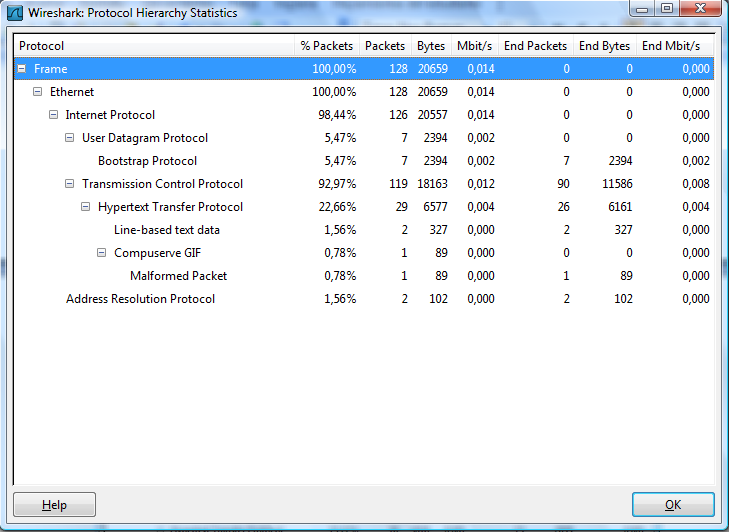 Wireshark: Protocol Hierarchy Statistics
Protocol % Packets Packets Bytes Mbit/s End Packets End Bytes End Mbit/s
Frame 100,00% 128 20659 0,014 0 0 0,000
Ethernet 100,00% 128 20659 0,014 0 0 0,000
Internet Protocol 98,44% 126 20557 0,014 0 0 0,000
User Datagram Protocol 5,47% 7 2394 0,002 0 0 0,000
Bootstrap Protocol 5,47% 7 2394 0,002 7 2394 0,002
Transmission Control Protocol 92,97% 119 18163 0,012 90 11586 0,008
Hypertext Transfer Protocol 22,66% 29 6577 0,004 26 6161 0,004
Line-based text data 1,56% 2 327 0,000 2 327 0,000
Compuserve GIF 0,78% 1 89 0,000 0 0 0,000
Malformed Packet 0,78% 1 89 0,000 1 89 0,000
Address Resolution Protocol 1,56% 2 102 0,000 2 102 0,000
Help OK